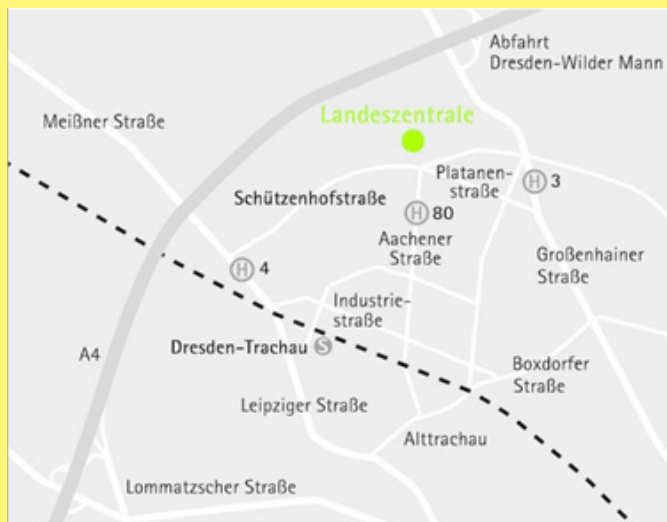 Abfahrt
Dresden-Wilder Mann
Landeszentrale
Meißner Straße
Platanen-
straße
H 3
Schützenhofstraße
H 80
Aachener
Straße
Großenhainer
Straße
H 4
Industrie-
straße
Dresden-Trachau S
A4
Boxdorfer
Straße
Leipziger Straße
Alttrachau
Lommatzscher Straße